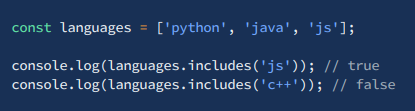 const languages = ['python', 'java', 'js'];
console.log(languages.includes('js')); // true
console.log(languages.includes('c++')); // false